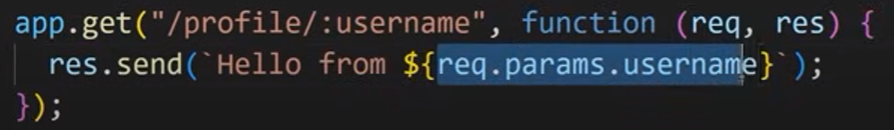 app.get("/profile/:username", function (req, res) {
  res.send(`Hello from ${req.params.username}`);
});